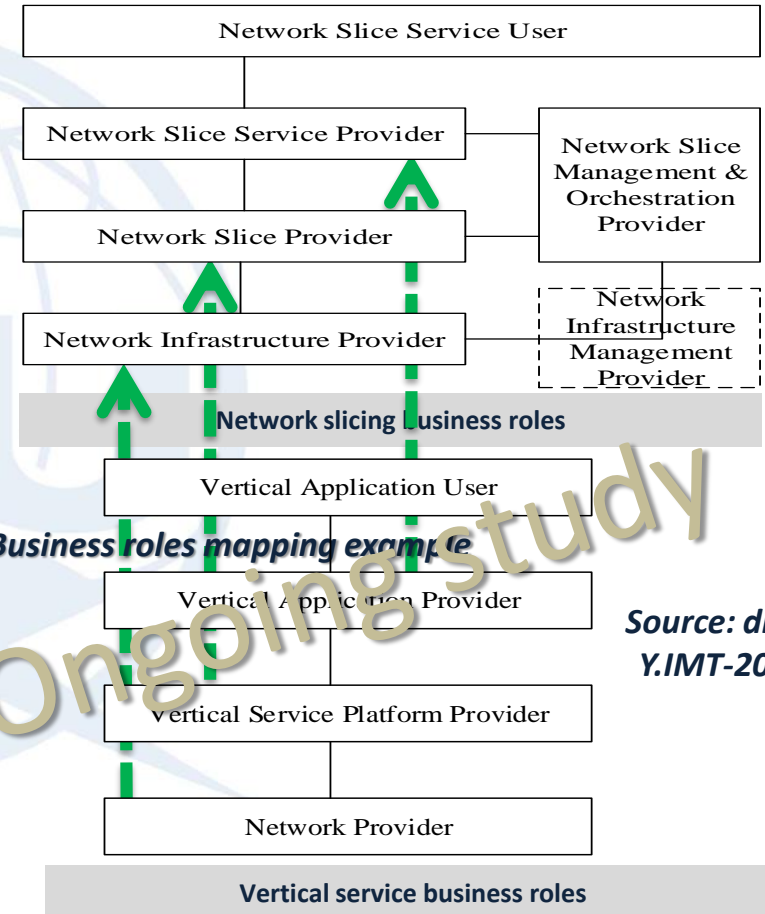 Network Slice Service User
Network Slice Service Provider
Network Slice
Management &
Orchestration
Provider
Network Slice Provider
Network
Infrastructure
Management
Provider
Network Infrastructure Provider
Network slicing business roles
Vertical Application User
Business roles mapping example
Vertical Application Provider
Ongoing study
Source:
Y.IMT-20
Vertical Service Platform Provider
Network Provider
Vertical service business roles